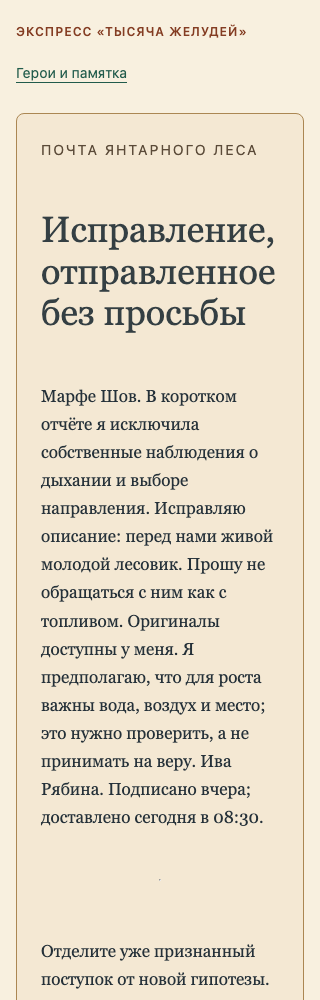 ЭКСПРЕСС «ТЫСЯЧА ЖЕЛУДЕЙ»
Герои и памятка
ПОЧТА ЯНТАРНОГО ЛЕСА
Исправление,
отправленное
без просьбы
Марфе Шов. В коротком
отчёте я исключила
собственные наблюдения о
дыхании и выборе
направления. Исправляю
описание: перед нами живой
молодой лесовик. Прошу не
обращаться с ним как с
топливом. Оригиналы
доступны у меня. Я
предполагаю, что для роста
важны вода, воздух и место;
это нужно проверить, а не
принимать на веру. Ива
Рябина. Подписано вчера;
доставлено сегодня в 08:30.
Отделите уже признанный
поступок от новой гипотезы.